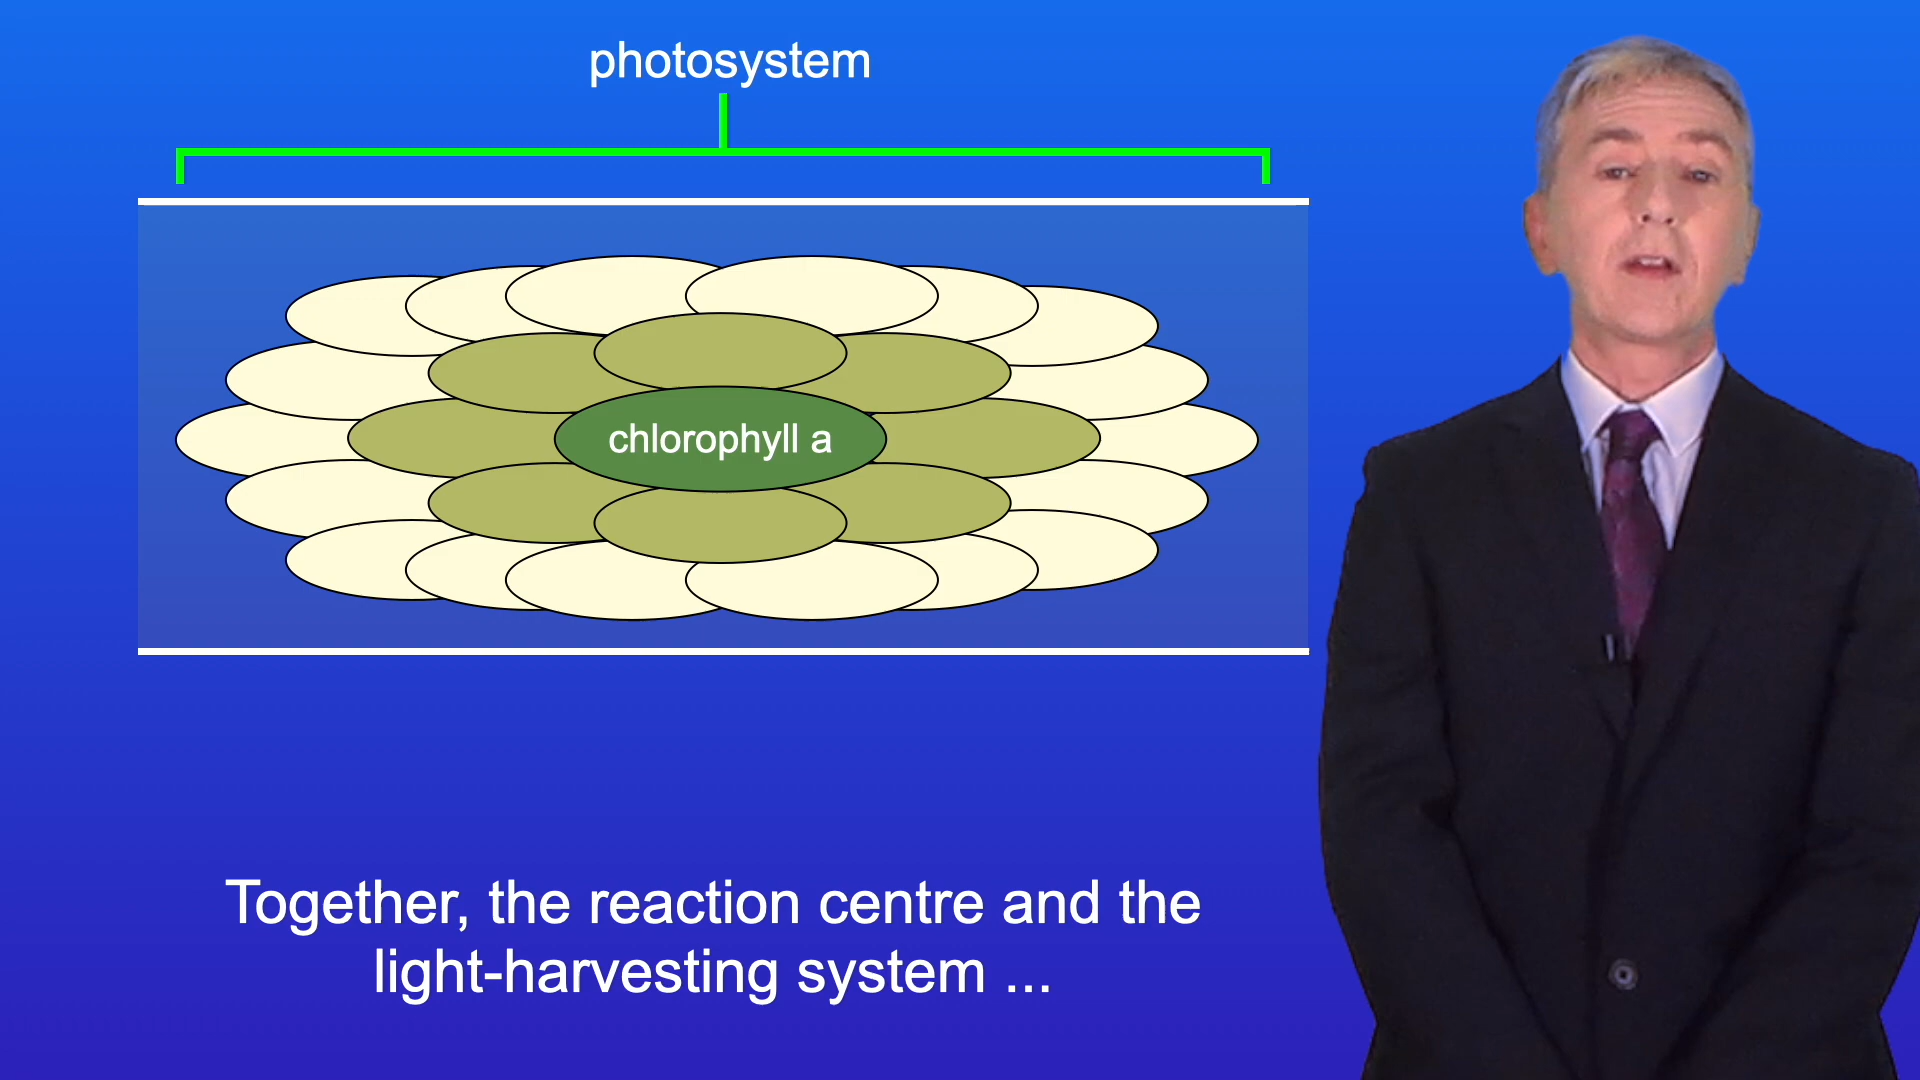 photosystem
chlorophyll a
Together, the reaction centre and the
light-harvesting system ...